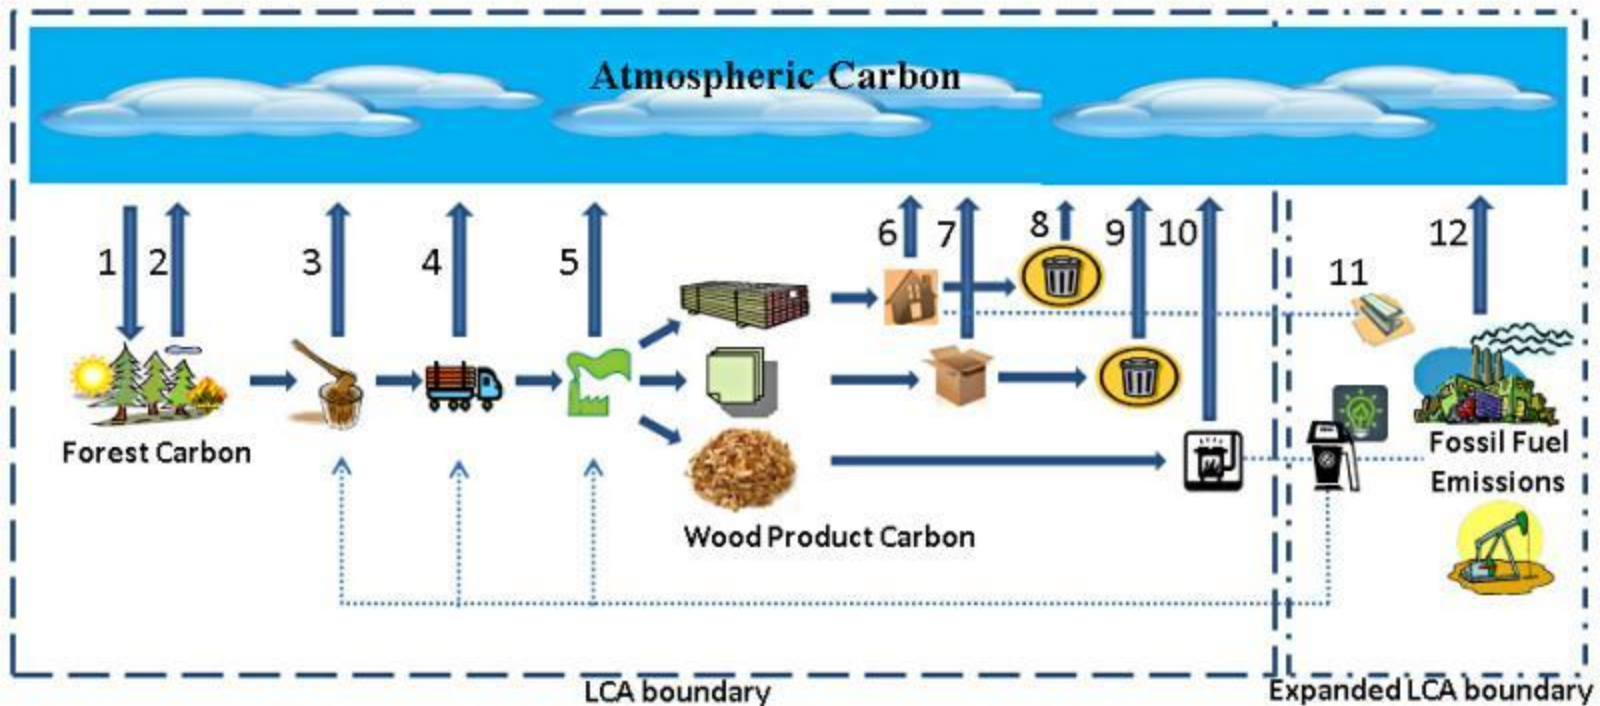 Atmospheric Carbon
1
2
3
4
5
6
7
8
9
10
11
12
Forest Carbon
Wood Product Carbon
Fossil Fuel
Emissions
LCA boundary
Expanded LCA boundary